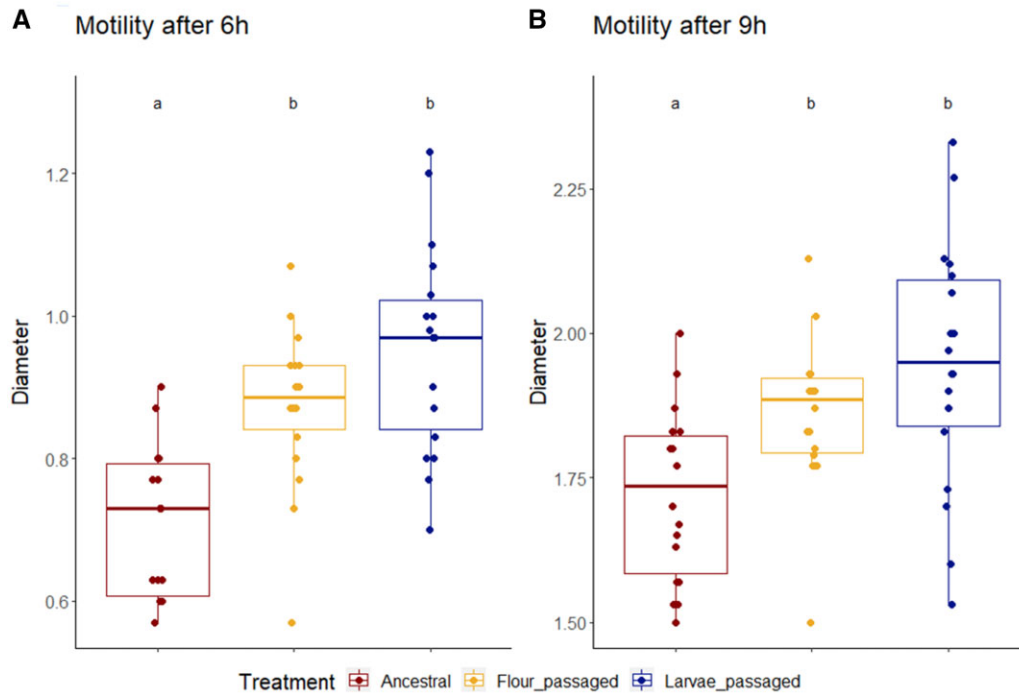 A Motility after 6h
a b b
1.2
1.0
0.8
0.6
Diameter
B Motility after 9h
a b b
2.25
2.00
1.75
1.50
Diameter
Treatment Ancestral Flour_passaged Larvae_passaged